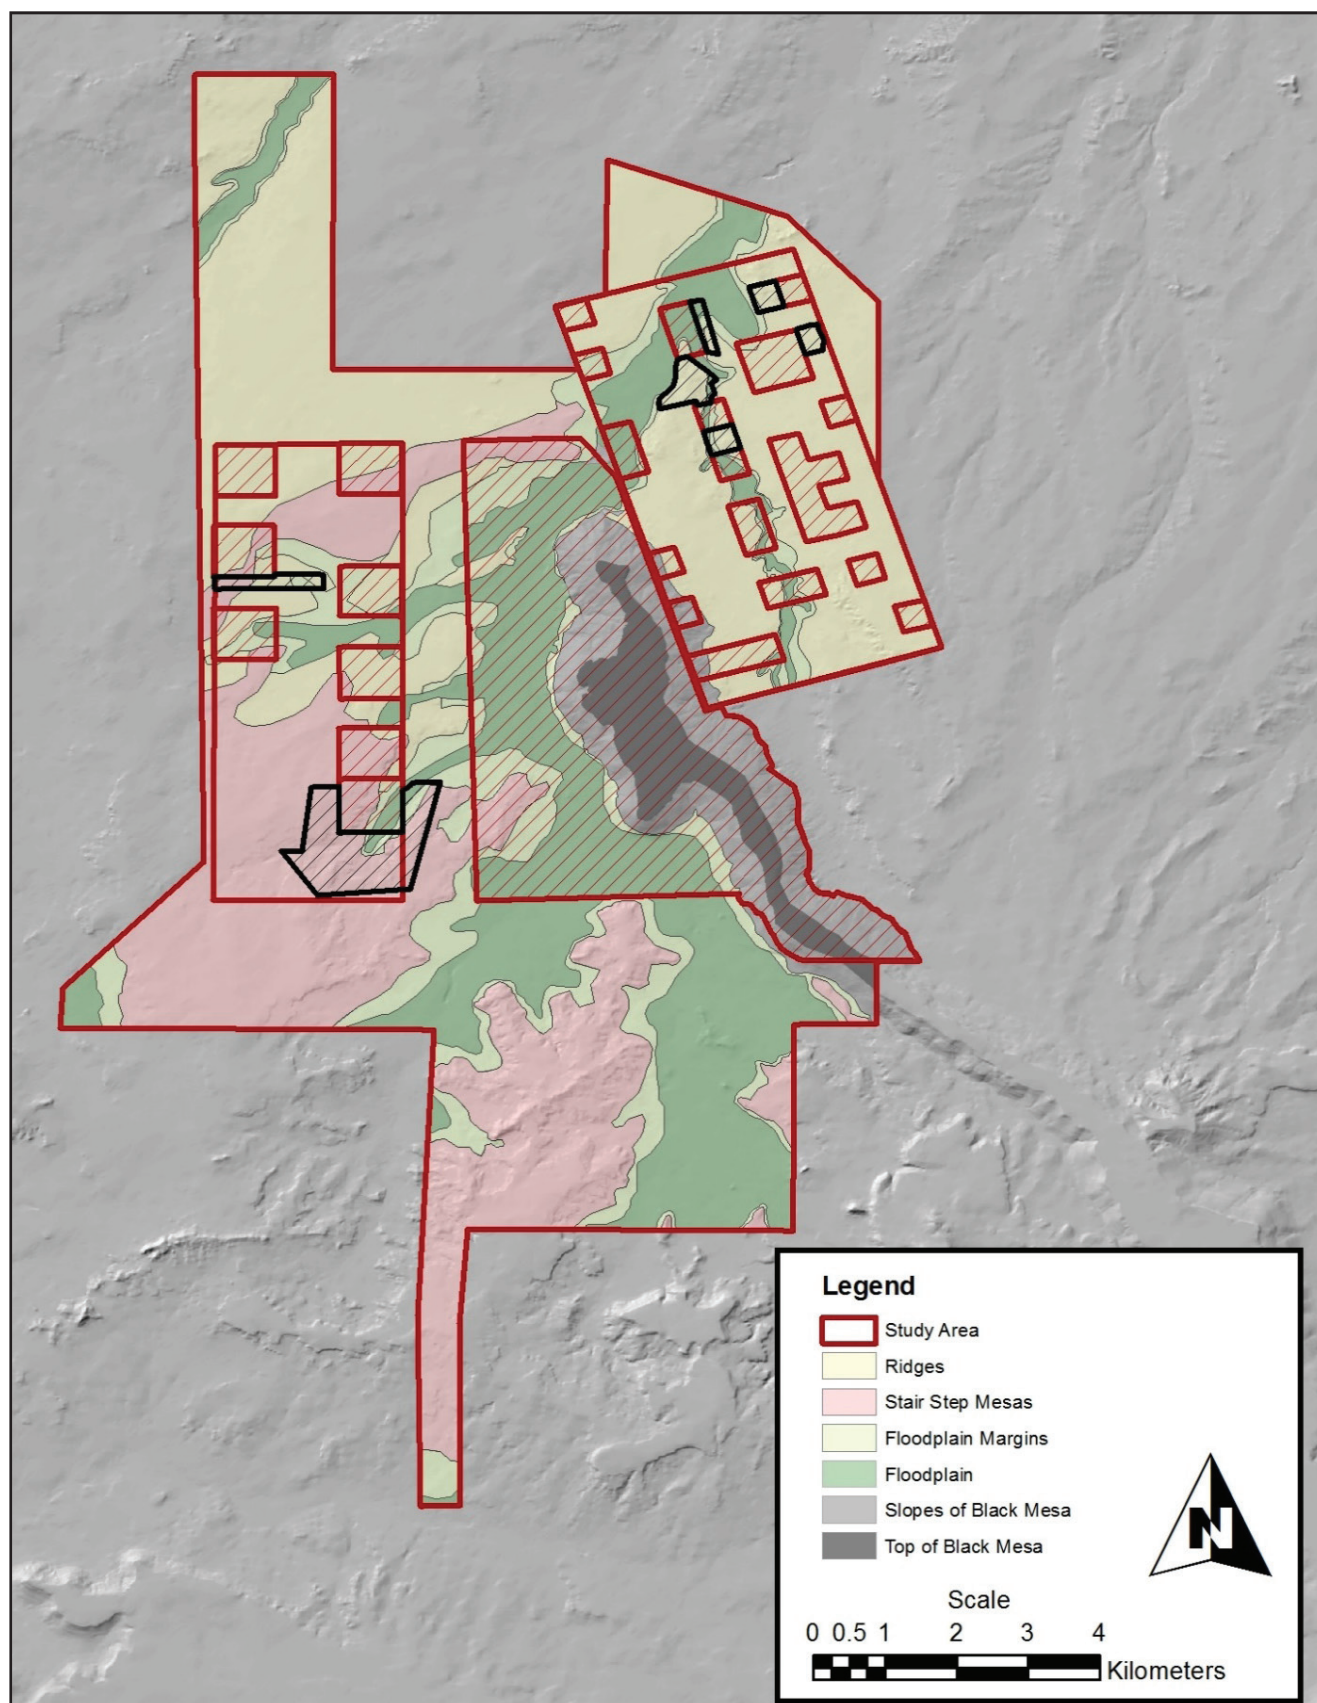 Legend
Study Area
Ridges
Stair Step Mesas
Floodplain Margins
Floodplain
Slopes of Black Mesa
Top of Black Mesa
N
Scale
0 0.5 1 2 3 4
Kilometers